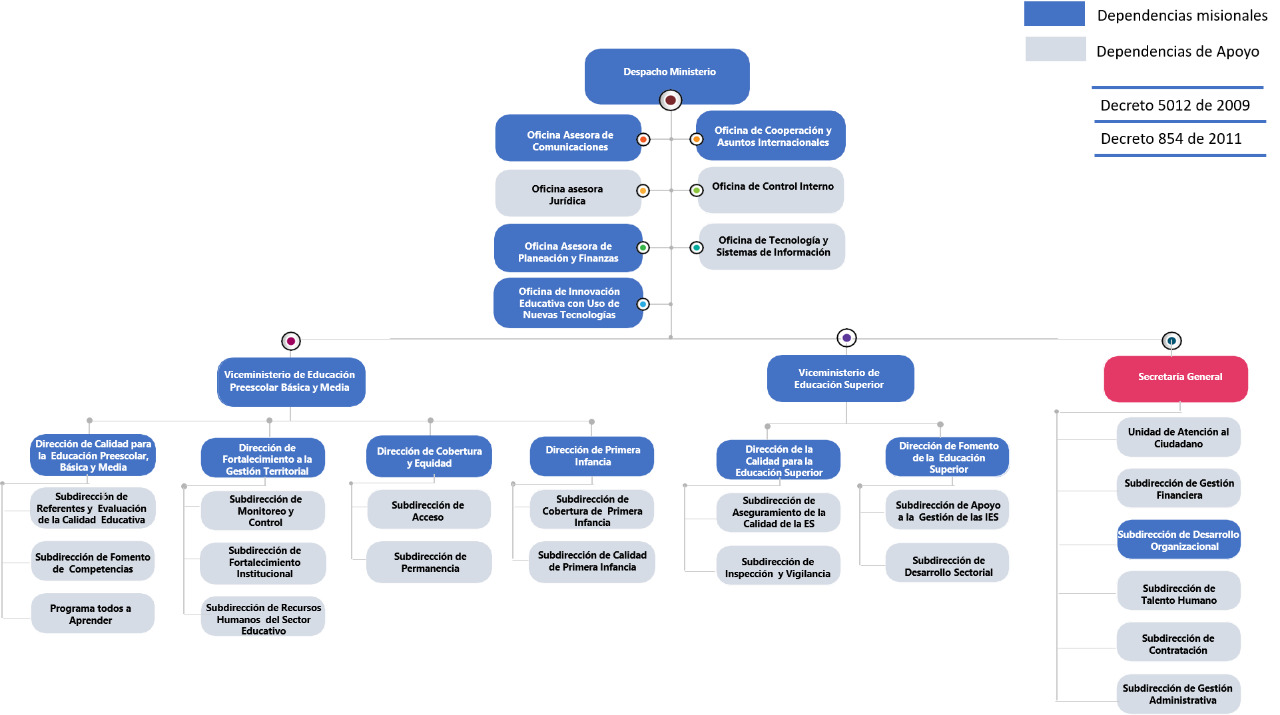 Dependencias misionales
Dependencias de Apoyo
Decreto 5012 de 2009
Decreto 854 de 2011
Despacho Ministerio
Oficina Asesora de
Comunicaciones
Oficina de Cooperación y
Asuntos Internacionales
Oficina asesora
Jurídica
Oficina de Control Interno
Oficina Asesora de
Planeación y Finanzas
Oficina de Tecnología y
Sistemas de Información
Oficina de Innovación
Educativa con Uso de
Nuevas Tecnologías
Viceministerio de Educación
Preescolar Básica y Media
Viceministerio de
Educación Superior
Secretaría General
Dirección de Calidad para
la Educación Preescolar,
Básica y Media
Subdirección de
Referentes y Evaluación
de la Calidad Educativa
Subdirección de Fomento
de Competencias
Programa todos a
Aprender
Dirección de
Fortalecimiento a la
Gestión Territorial
Subdirección de
Monitoreo y
Control
Subdirección de
Fortalecimiento
Institucional
Subdirección de Recursos
Humanos del Sector
Educativo
Dirección de Cobertura
y Equidad
Subdirección de
Acceso
Subdirección de
Permanencia
Dirección de Primera
Infancia
Subdirección de
Cobertura de Primera
Infancia
Subdirección de Calidad
de Primera Infancia
Dirección de la
Calidad para la
Educación Superior
Subdirección de
Aseguramiento de la
Calidad de la ES
Subdirección de
Inspección y Vigilancia
Dirección de Fomento
de la Educación
Superior
Subdirección de Apoyo
a la Gestión de las IES
Subdirección de
Desarrollo Sectorial
Unidad de Atención al
Ciudadano
Subdirección de Gestión
Financiera
Subdirección de Desarrollo
Organizacional
Subdirección de
Talento Humano
Subdirección de
Contratación
Subdirección de Gestión
Administrativa